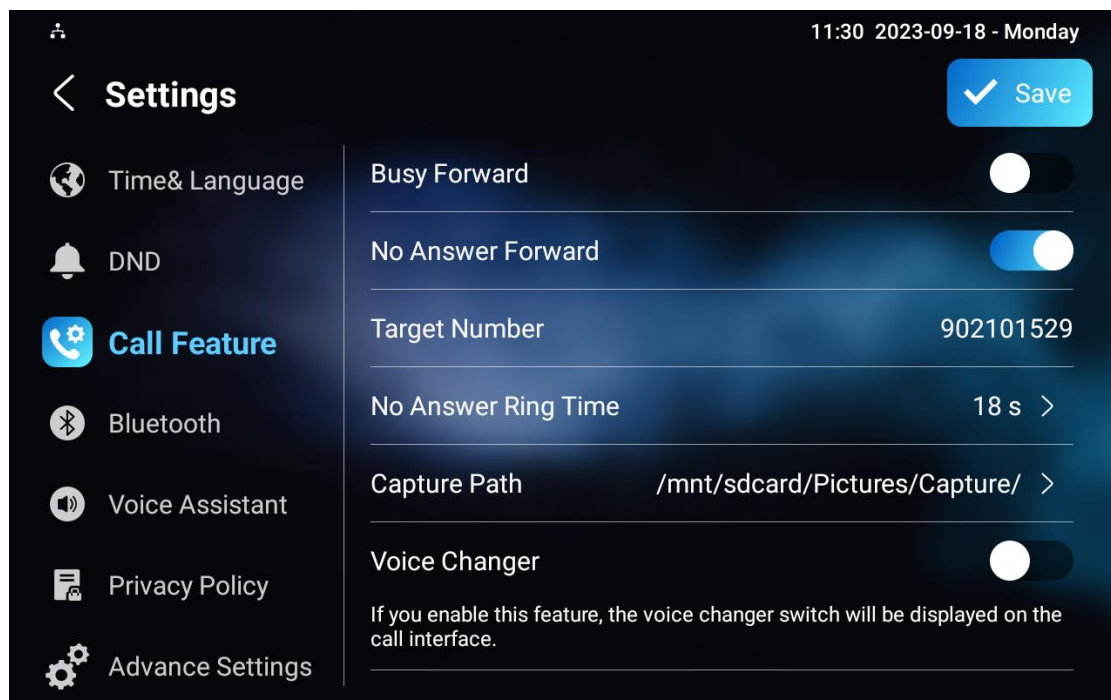 11:30 2023-09-18 - Monday
Settings
Save
Time& Language
DND
Call Feature
Bluetooth
Voice Assistant
Privacy Policy
Advance Settings
Busy Forward
No Answer Forward
Target Number 902101529
No Answer Ring Time 18 s
Capture Path /mnt/sdcard/Pictures/Capture/
Voice Changer
If you enable this feature, the voice changer switch will be displayed on the
call interface.